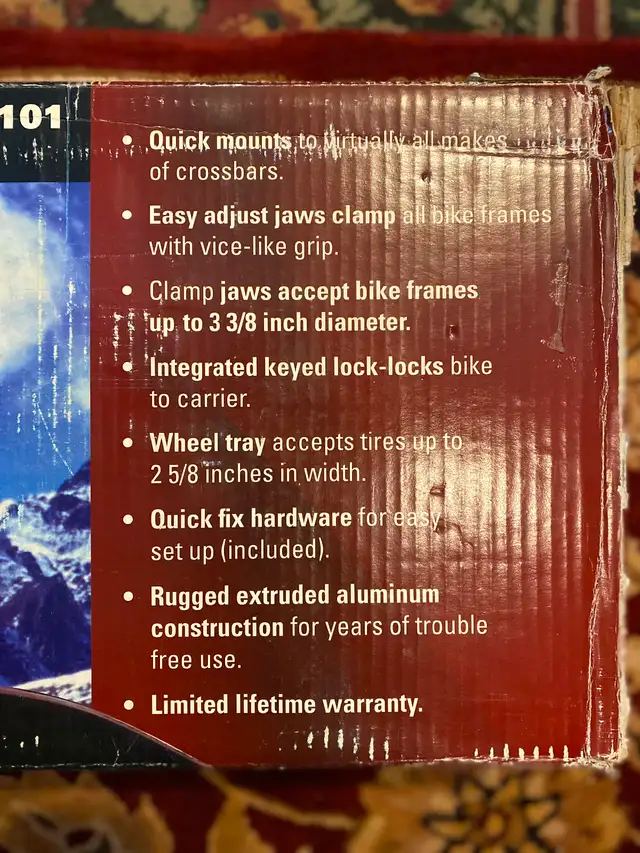 101
• Quick mounts to virtually all makes
of crossbars.
• Easy adjust jaws clamp all bike frames
with vice-like grip.
• Clamp jaws accept bike frames
up to 3 3/8 inch diameter.
• Integrated keyed lock-locks bike
to carrier.
• Wheel tray accepts tires up to
2 5/8 inches in width.
• Quick fix hardware for easy
set up (included).
• Rugged extruded aluminum
construction for years of trouble
free use.
• Limited lifetime warranty.